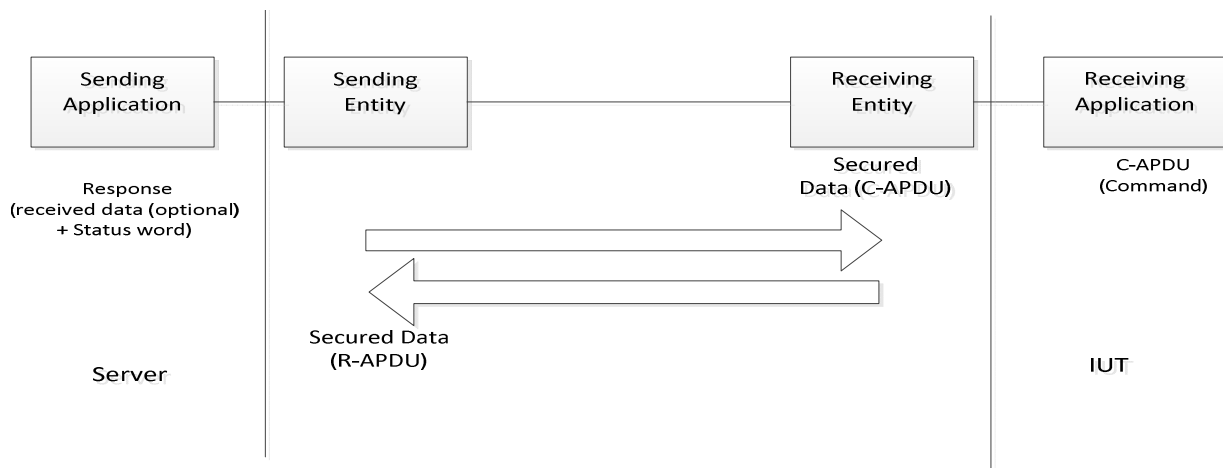 Sending
Application
Sending
Entity
Receiving
Entity
Receiving
Application
Response
(received data (optional)
+ Status word)
Secured
Data (C-APDU)
C-APDU
(Command)
Secured Data
(R-APDU)
Server
IUT